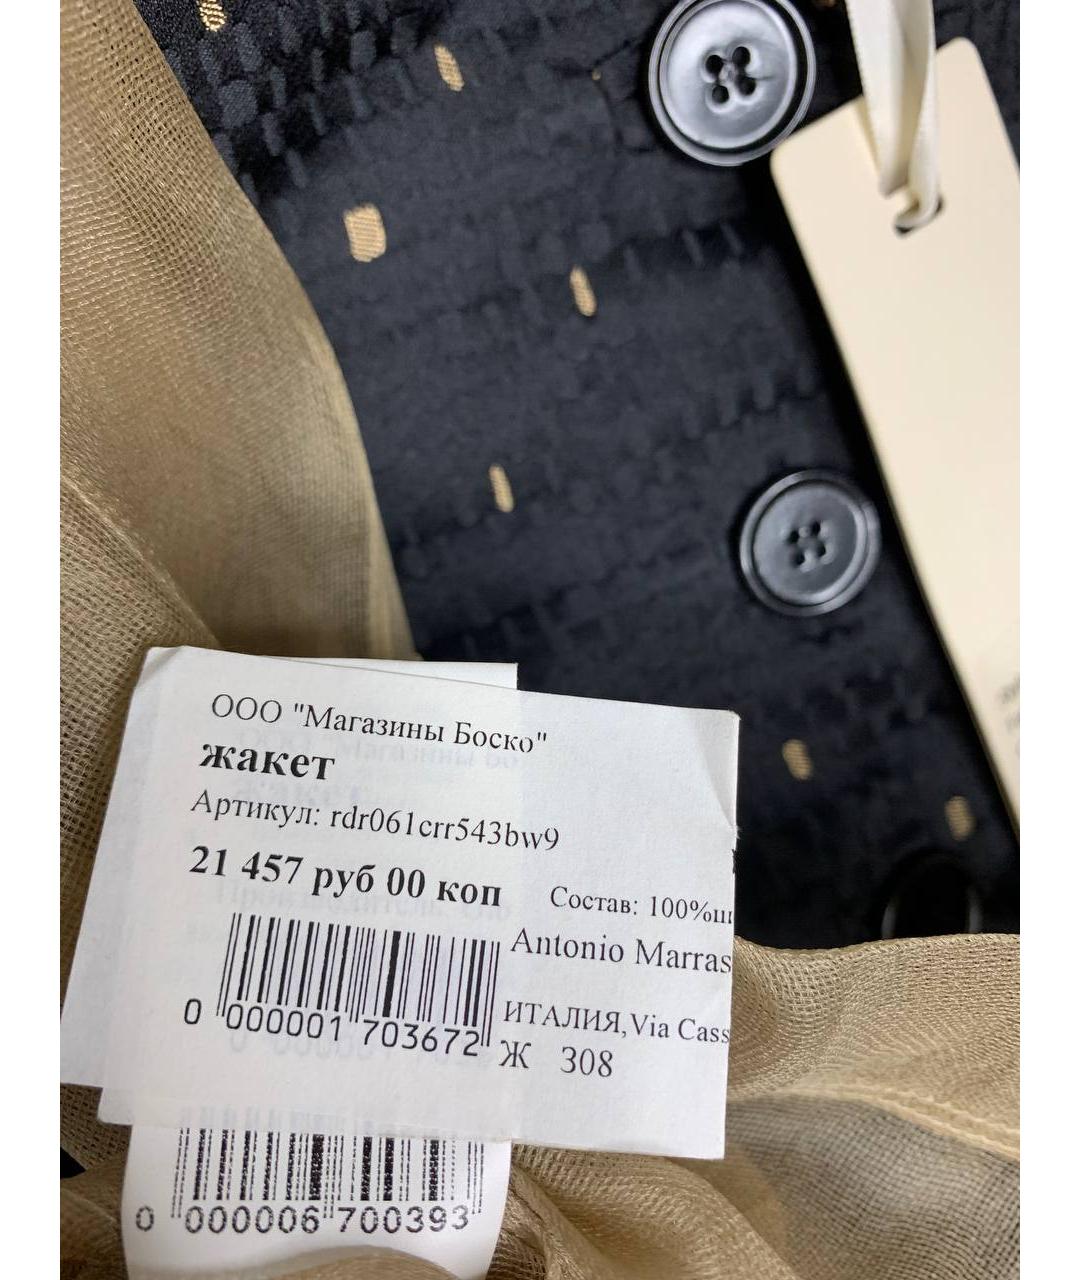 ООО "Магазины Боско"
жакет
Артикул: rdr061crr543bw9
21 457 руб 00 коп
Состав: 100%ш
Antonio Marras
ИТАЛИЯ,Via Cass
Ж 308
0 000001 703672
0 000006 700393